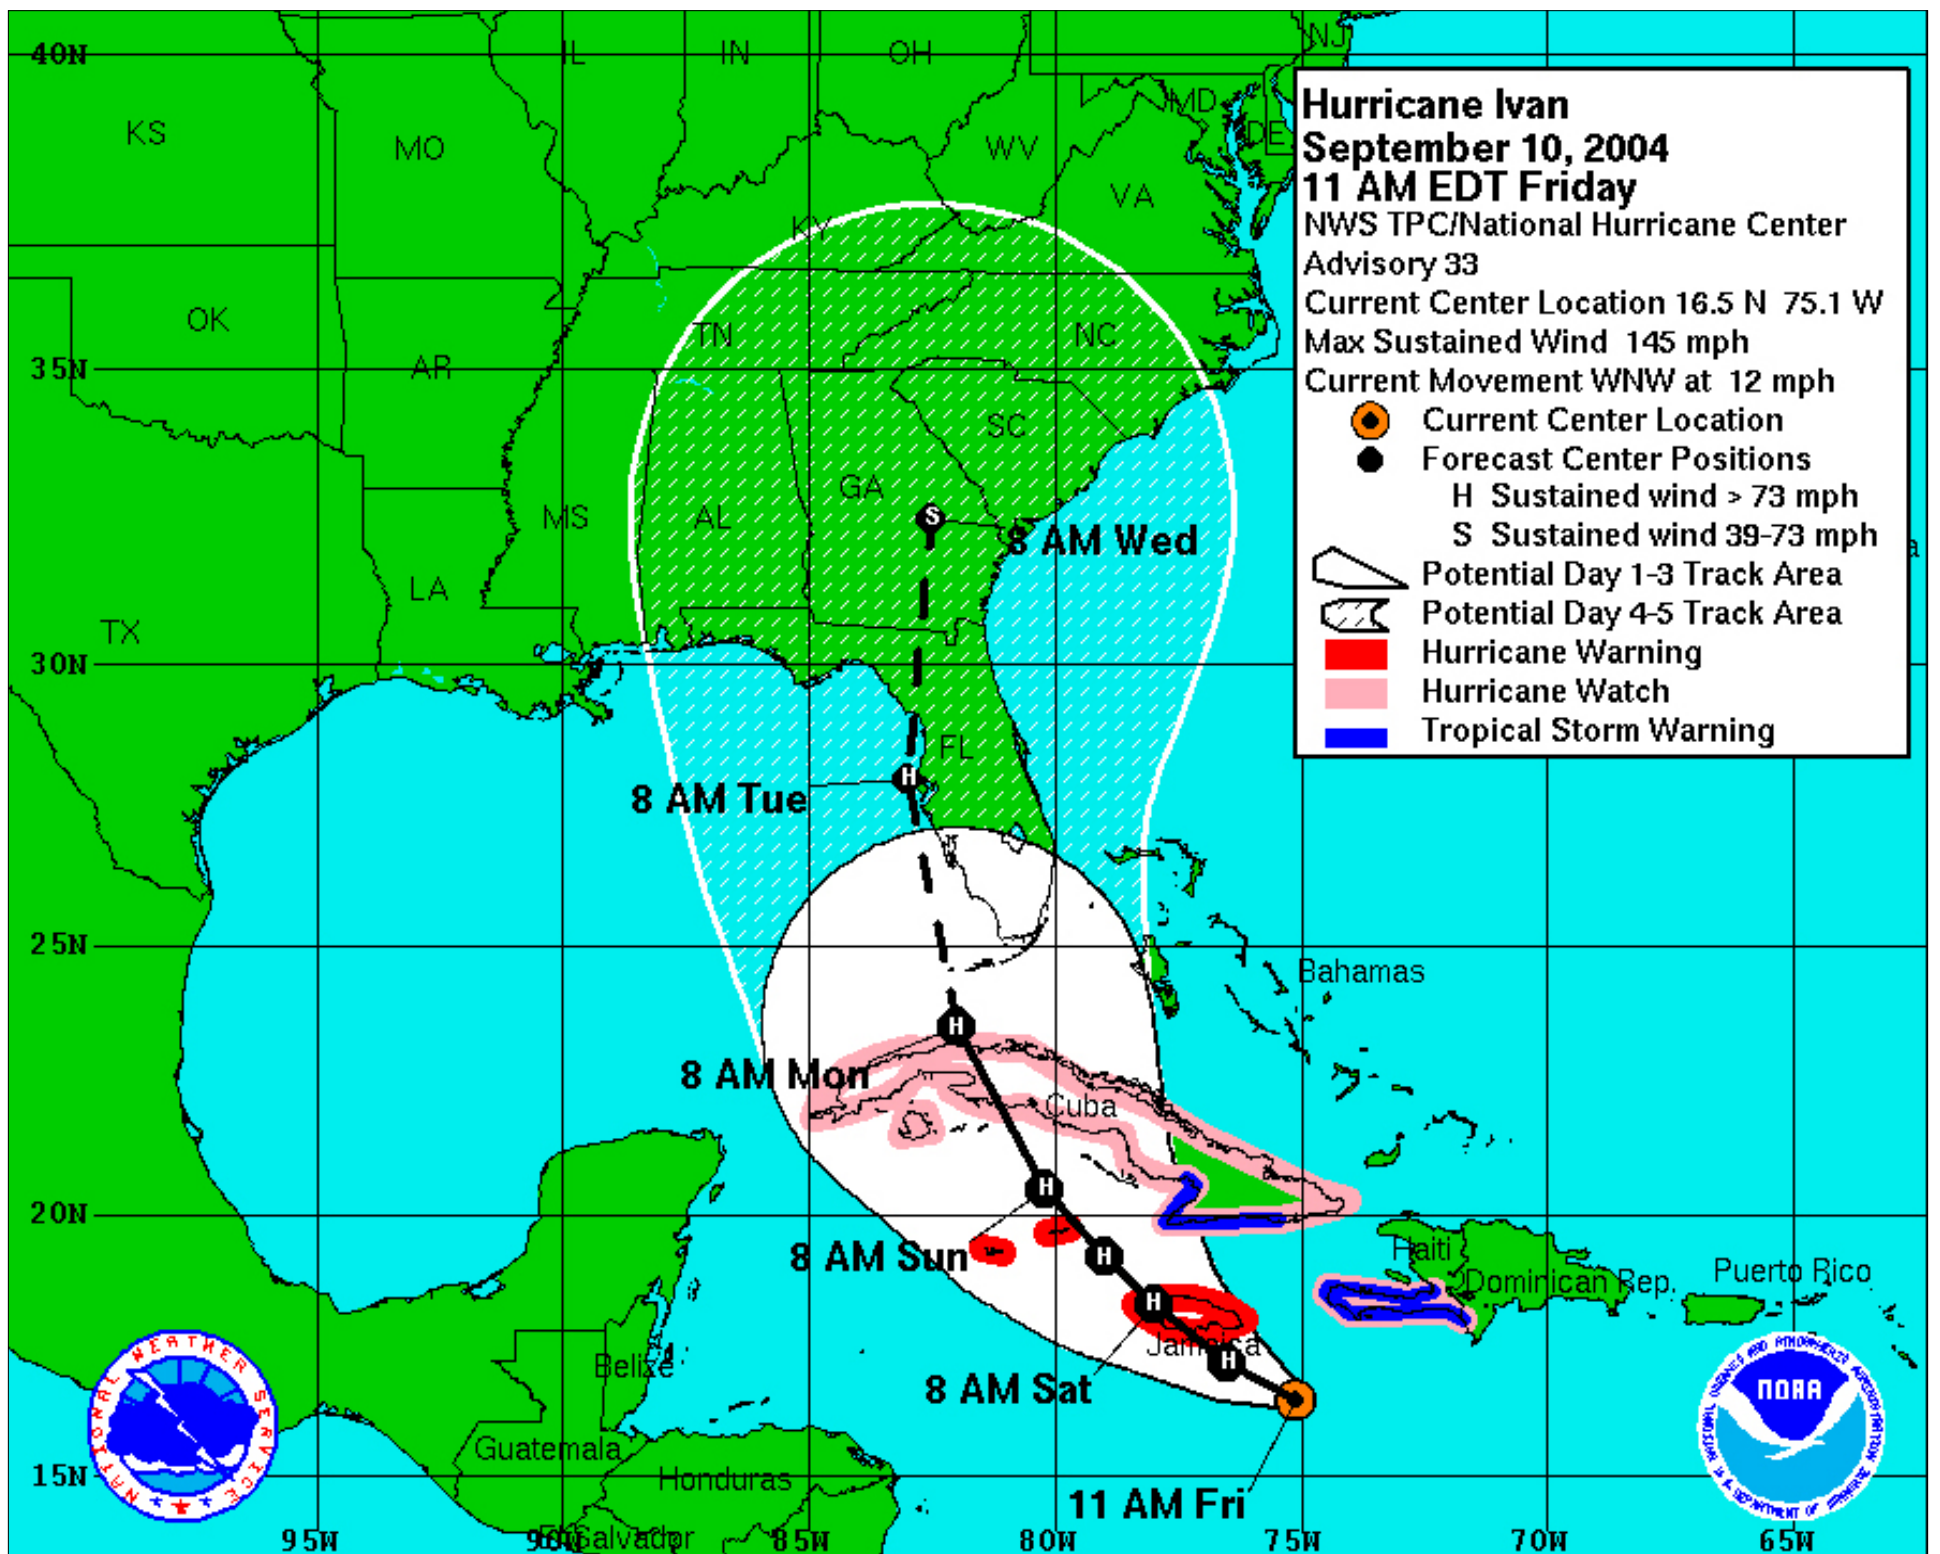 40N
IL
IN
OH
NJ
Hurricane Ivan
September 10, 2004
11 AM EDT Friday
NWS TPC/National Hurricane Center
Advisory 33
Current Center Location 16.5 N 75.1 W
Max Sustained Wind 145 mph
Current Movement WNW at 12 mph
Current Center Location
Forecast Center Positions
H Sustained wind > 73 mph
S Sustained wind 39-73 mph
Potential Day 1-3 Track Area
Potential Day 4-5 Track Area
Hurricane Warning
Hurricane Watch
Tropical Storm Warning
KS
MO
WV
MD
DE
KY
VA
OK
AR
TN
NC
35N
SC
GA
MS
AL
S
8 AM Wed
a
LA
TX
30N
FL
H
8 AM Tue
25N
Bahamas
H
8 AM Mon
Cuba
H
20N
8 AM Sun
H
Haiti
Dominican Rep.
Puerto Rico
H
Jamaica
H
8 AM Sat
Belize
NATIONAL WEATHER SERVICE
NOAA
Guatemala
Honduras
15N
11 AM Fri
El Salvador
95W
90W
85W
80W
75W
70W
65W